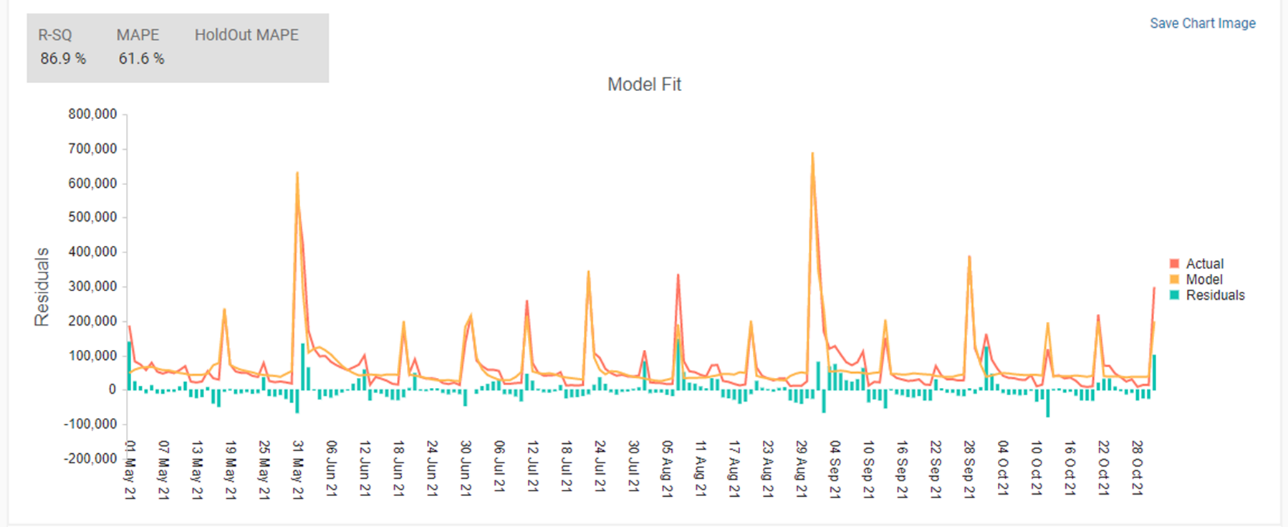 Save Chart Image
R-SQ MAPE HoldOut MAPE
86.9 % 61.6 %
Model Fit
Residuals
800,000
700,000
600,000
500,000
400,000
300,000
200,000
100,000
0
-100,000
-200,000
Actual
Model
Residuals
01 May 21
07 May 21
13 May 21
19 May 21
25 May 21
31 May 21
06 Jun 21
12 Jun 21
18 Jun 21
24 Jun 21
30 Jun 21
06 Jul 21
12 Jul 21
18 Jul 21
24 Jul 21
30 Jul 21
05 Aug 21
11 Aug 21
17 Aug 21
23 Aug 21
29 Aug 21
04 Sep 21
10 Sep 21
16 Sep 21
22 Sep 21
28 Sep 21
04 Oct 21
10 Oct 21
16 Oct 21
22 Oct 21
28 Oct 21